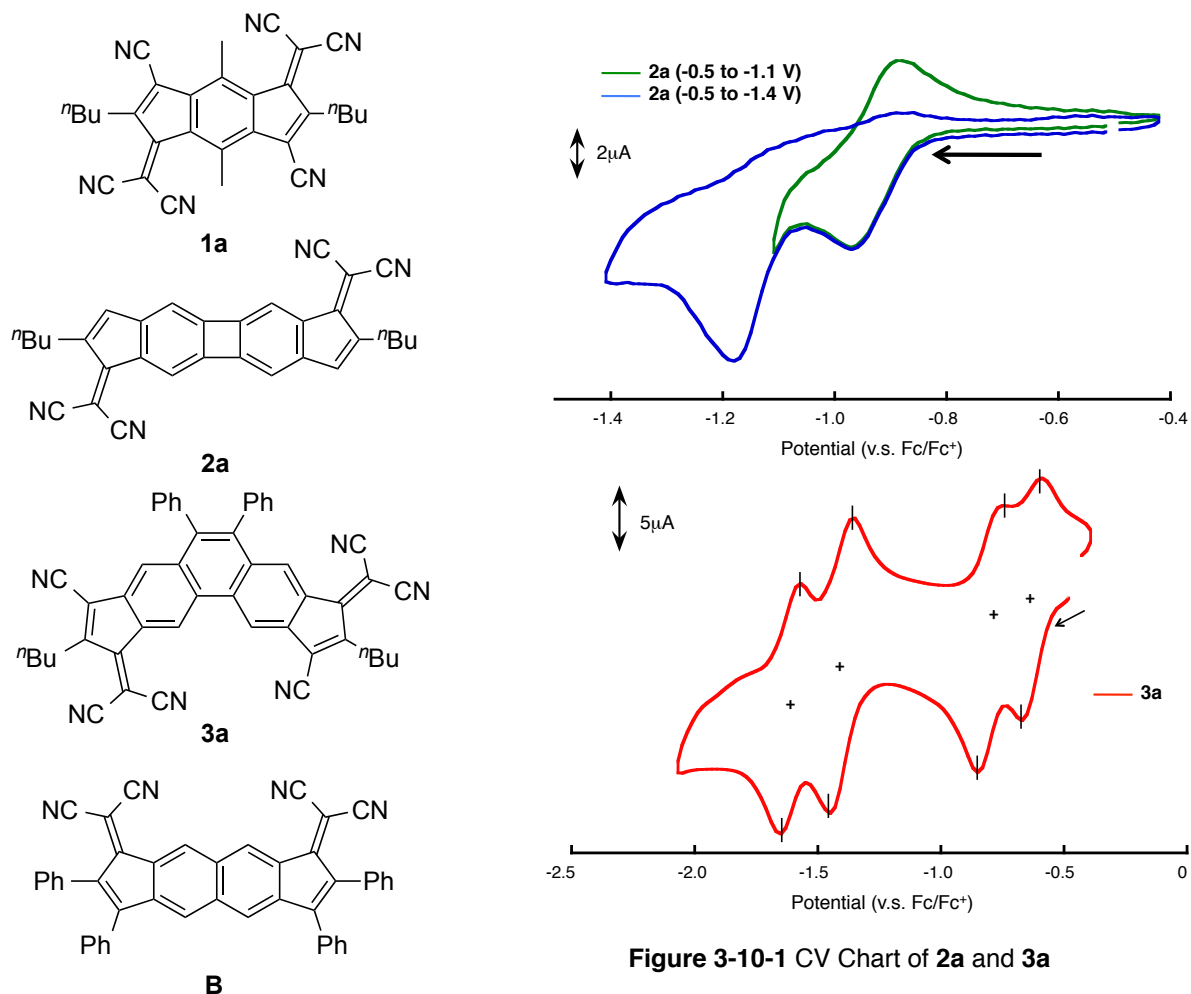 NC
NC
CN
nBu
nBu
NC
CN
CN
1a
NC
CN
nBu
nBu
NC
CN
2a
Ph
Ph
NC
NC
CN
nBu
nBu
NC
NC
CN
3a
NC
CN
NC
CN
Ph
Ph
Ph
Ph
B
2a (-0.5 to -1.1 V)
2a (-0.5 to -1.4 V)
2μA
-1.4 -1.2 -1.0 -0.8 -0.6 -0.4
Potential (v.s. Fc/Fc⁺)
5μA
3a
-2.5 -2.0 -1.5 -1.0 -0.5 0
Potential (v.s. Fc/Fc⁺)
Figure 3-10-1 CV Chart of 2a and 3a